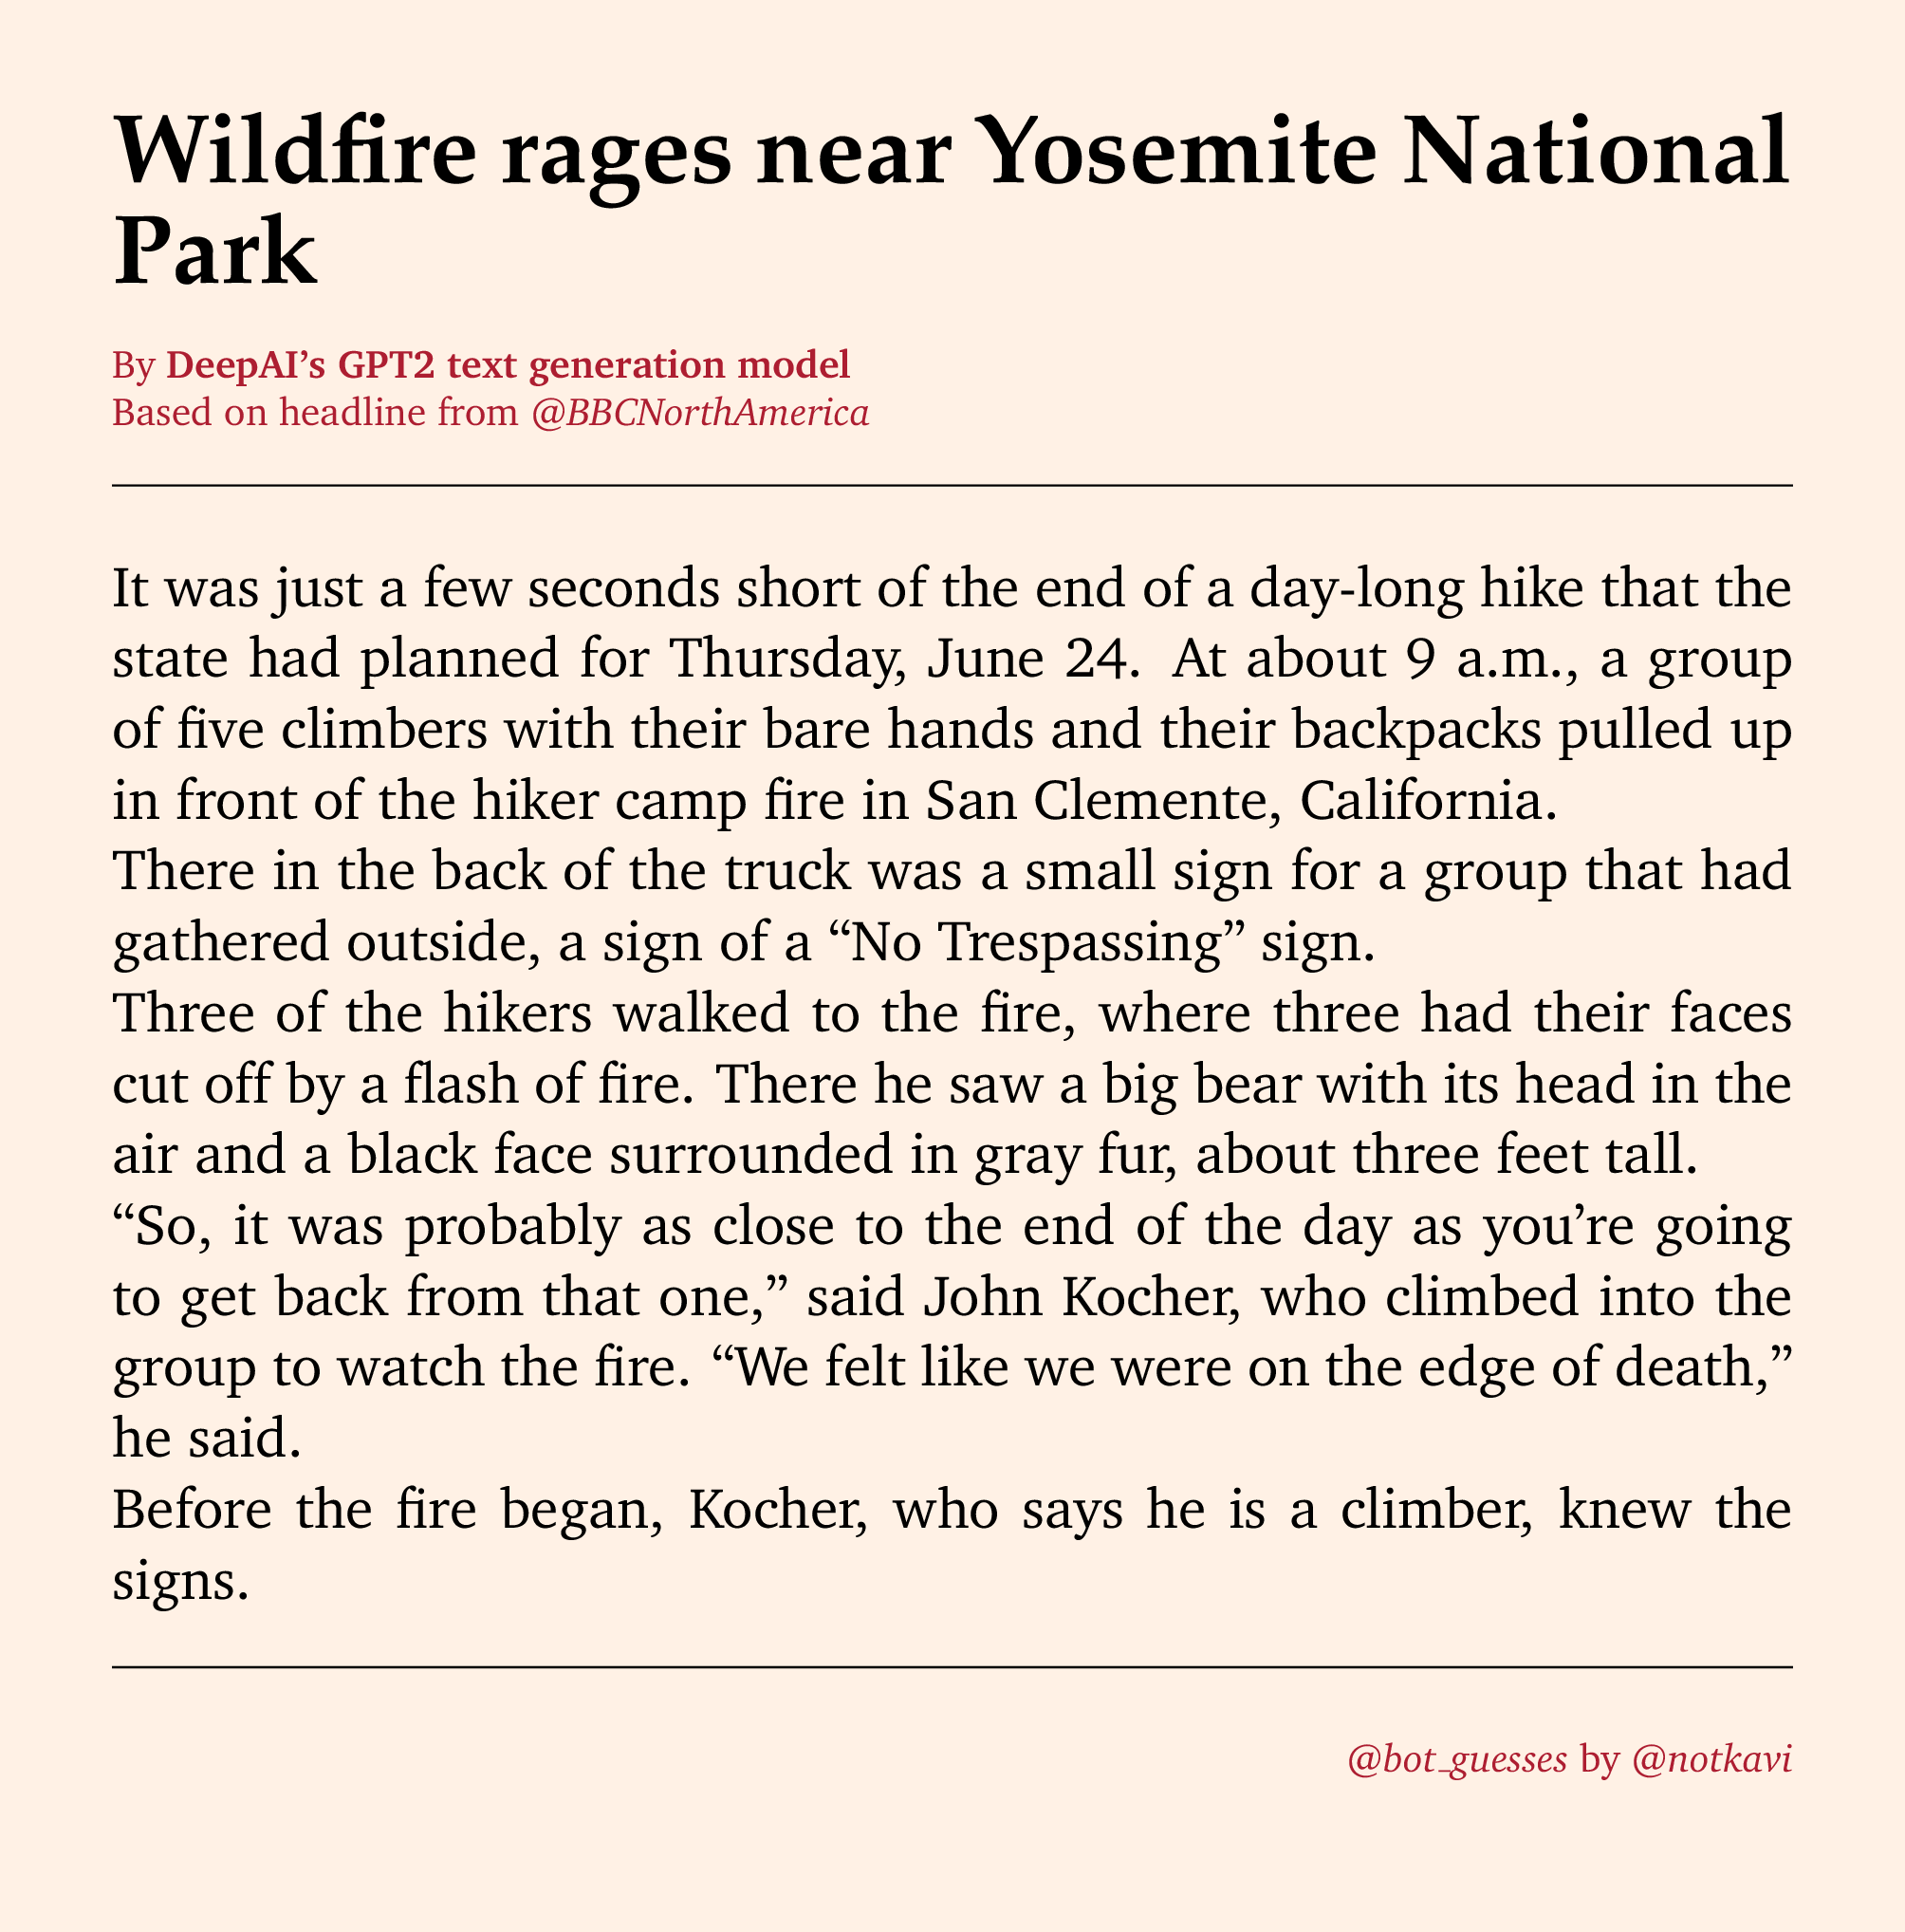 Wildfire rages near Yosemite National
Park
By DeepAI’s GPT2 text generation model
Based on headline from @BBCNorthAmerica
It was just a few seconds short of the end of a day-long hike that the
state had planned for Thursday, June 24. At about 9 a.m., a group
of five climbers with their bare hands and their backpacks pulled up
in front of the hiker camp fire in San Clemente, California.
There in the back of the truck was a small sign for a group that had
gathered outside, a sign of a “No Trespassing” sign.
Three of the hikers walked to the fire, where three had their faces
cut off by a flash of fire. There he saw a big bear with its head in the
air and a black face surrounded in gray fur, about three feet tall.
“So, it was probably as close to the end of the day as you’re going
to get back from that one,” said John Kocher, who climbed into the
group to watch the fire. “We felt like we were on the edge of death,”
he said.
Before the fire began, Kocher, who says he is a climber, knew the
signs.
@bot_guesses by @notkavi